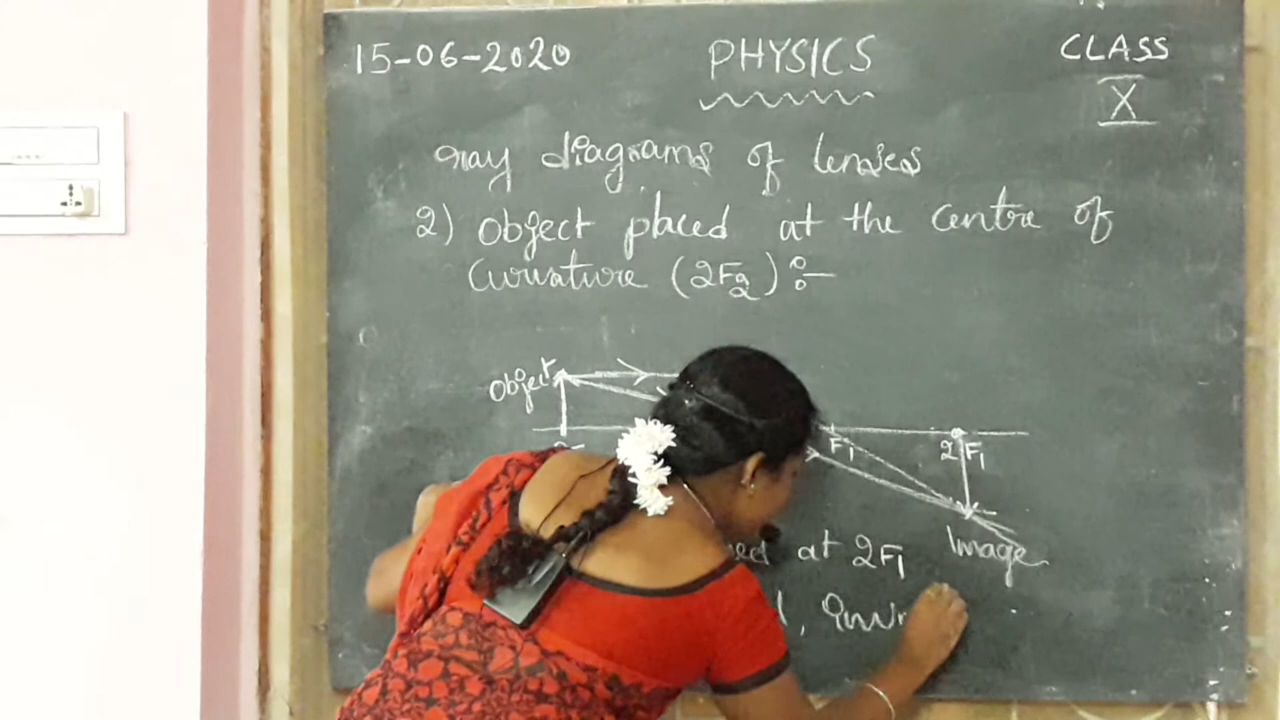 15-06-2020 PHYSICS CLASS
X
ray diagrams of lenses
2) Object placed at the centre of
curvature (2F2) :-
Object
F1 2F1
Image
at 2F1